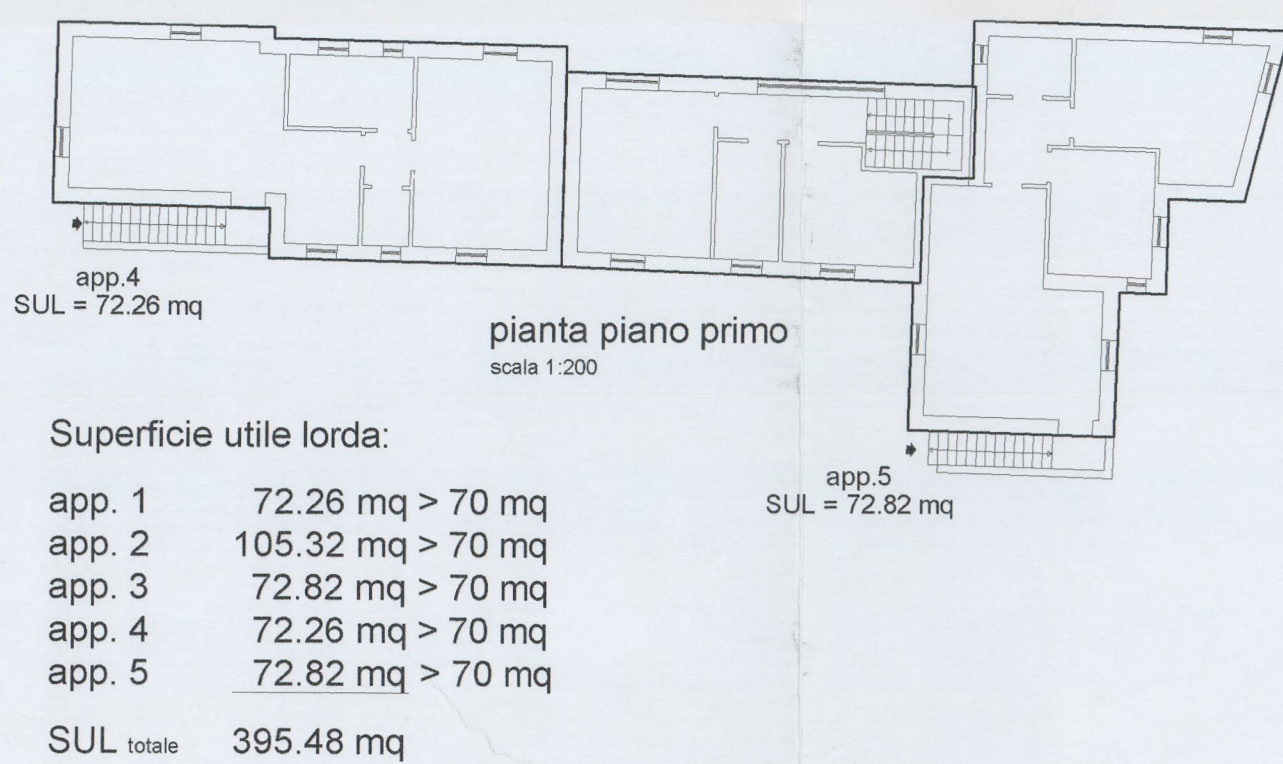 app.4
SUL = 72.26 mq
pianta piano primo
scala 1:200
app.5
SUL = 72.82 mq
Superficie utile lorda:
app. 1 72.26 mq > 70 mq
app. 2 105.32 mq > 70 mq
app. 3 72.82 mq > 70 mq
app. 4 72.26 mq > 70 mq
app. 5 72.82 mq > 70 mq
SUL totale 395.48 mq